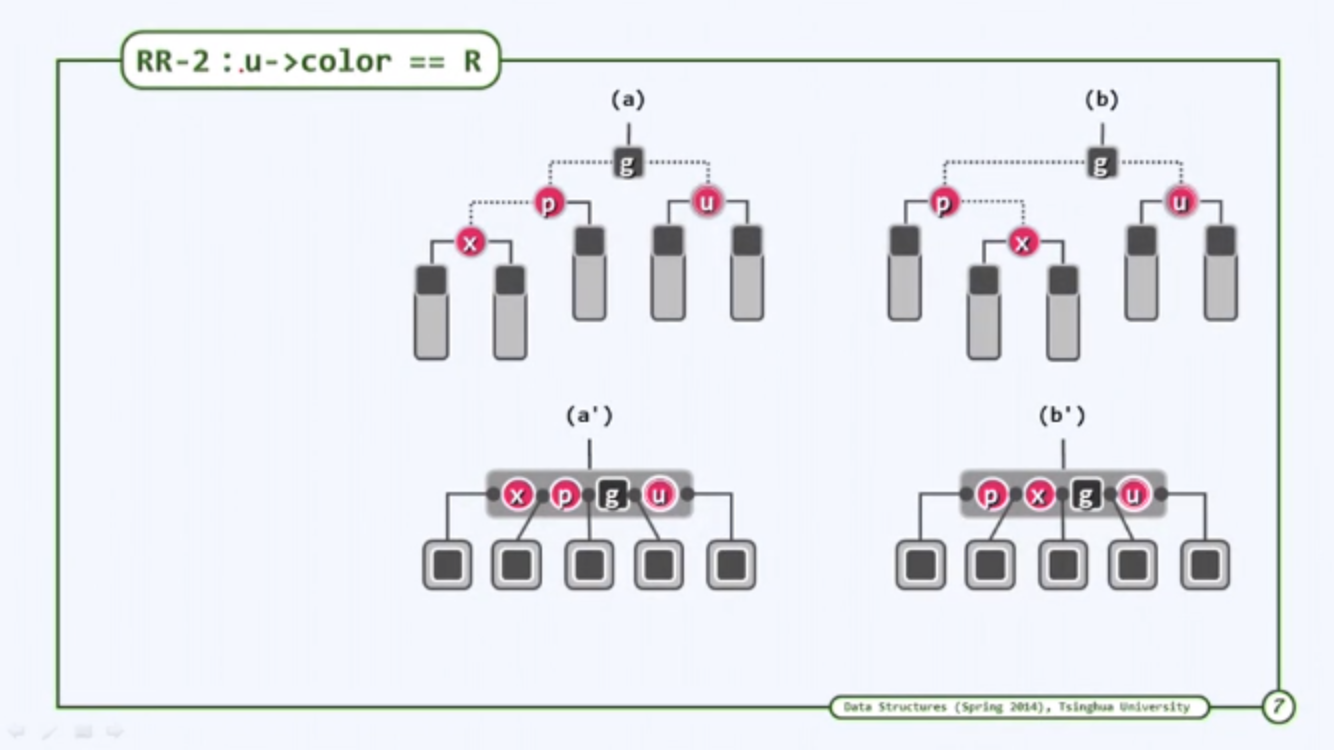 RR-2 : u->color == R
(a)
(b)
g
g
p
u
p
u
x
x
(a')
(b')
x p g u
p x g u
Data Structures (Spring 2014), Tsinghua University
7